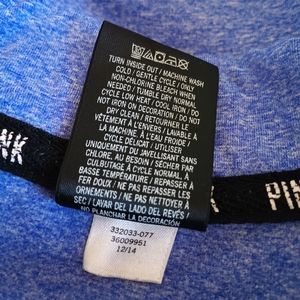 TURN INSIDE OUT / MACHINE WASH
COLD / GENTLE CYCLE / ONLY
NON-CHLORINE BLEACH WHEN
NEEDED / TUMBLE DRY NORMAL
CYCLE LOW HEAT / COOL IRON / DO
NOT IRON ON DECORATION / DO NOT
DRY CLEAN / RETOURNER LE
VÊTEMENT À L'ENVERS / LAVABLE À
LA MACHINE, À L'EAU FROIDE /
CYCLE DÉLICAT / UTILISER
UNIQUEMENT DU JAVELLISANT SANS
CHLORE, AU BESOIN / SÉCHER PAR
CULBUTAGE À CYCLE NORMAL, À
BASSE TEMPÉRATURE / REPASSER À
FER DOUX / NE PAS REPASSER LES
ORNEMENTS / NE PAS NETTOYER À
SEC / LAVAR DEL LADO DEL REVÉS /
NO PLANCHAR LA DECORACIÓN
332033-077
36009961
12/14
NK
PINK